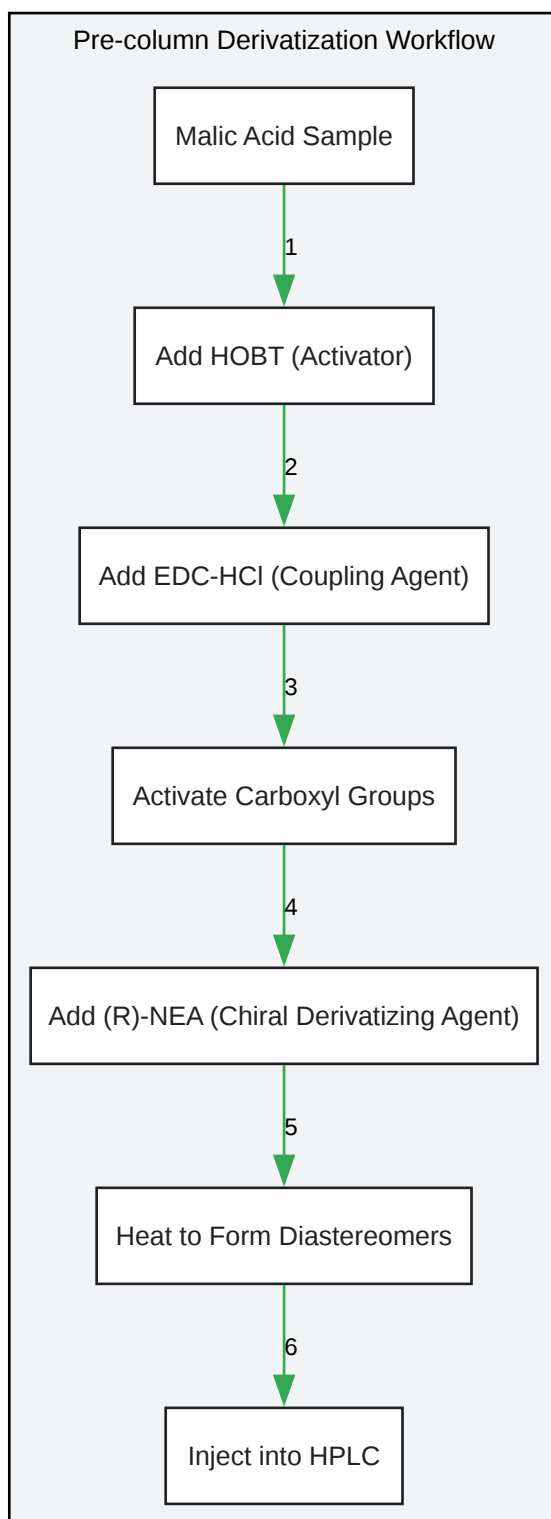 Pre-column Derivatization Workflow
Malic Acid Sample
1
Add HOBT (Activator)
2
Add EDC-HCl (Coupling Agent)
3
Activate Carboxyl Groups
4
Add (R)-NEA (Chiral Derivatizing Agent)
5
Heat to Form Diastereomers
6
Inject into HPLC